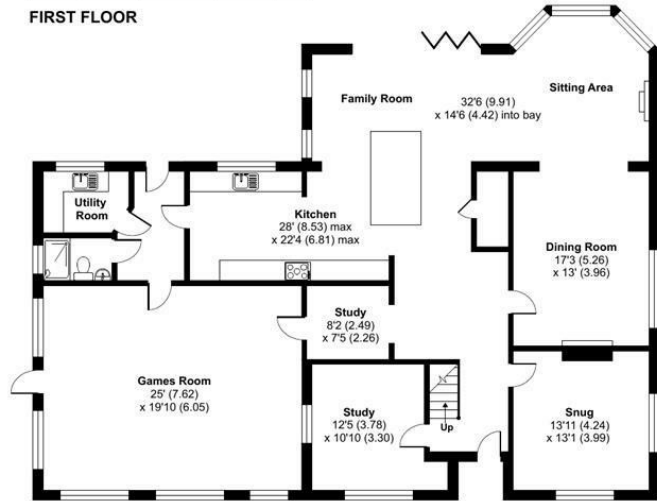 FIRST FLOOR
Family Room
Sitting Area
32'6 (9.91)
x 14'6 (4.42) into bay
Utility
Room
Kitchen
28' (8.53) max
x 22'4 (6.81) max
Dining Room
17'3 (5.26)
x 13' (3.96)
Study
8'2 (2.49)
x 7'5 (2.26)
Games Room
25' (7.62)
x 19'10 (6.05)
Study
12'5 (3.78)
x 10'10 (3.30)
Up
Snug
13'11 (4.24)
x 13'1 (3.99)